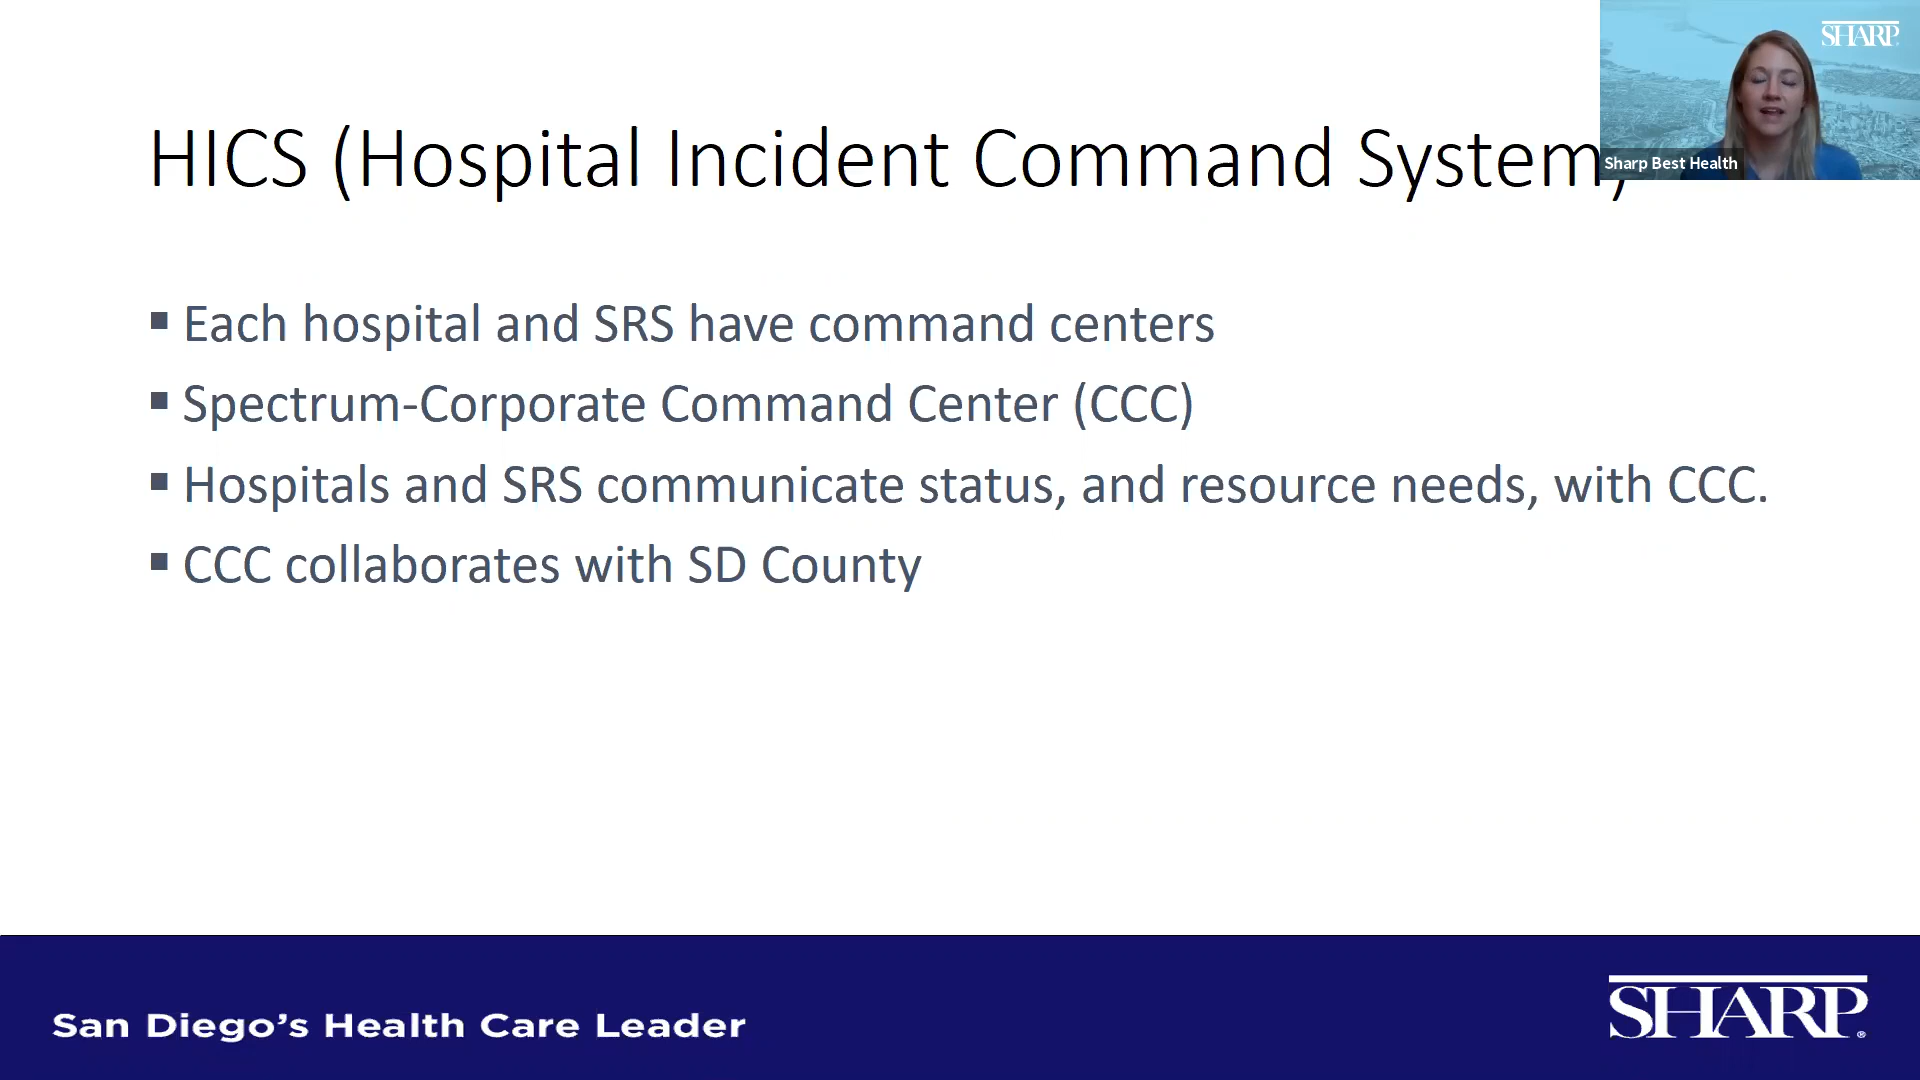 SHARP
Sharp Best Health
HICS (Hospital Incident Command System)
Each hospital and SRS have command centers
Spectrum-Corporate Command Center (CCC)
Hospitals and SRS communicate status, and resource needs, with CCC.
CCC collaborates with SD County
San Diego's Health Care Leader
SHARP®